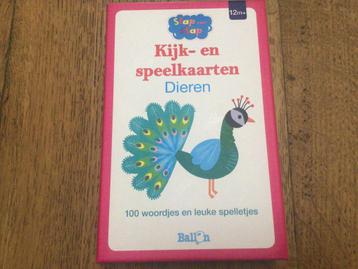 Stap voor
Stap
12m+
Kijk- en
speelkaarten
Dieren
100 woordjes en leuke spelletjes
Ballon